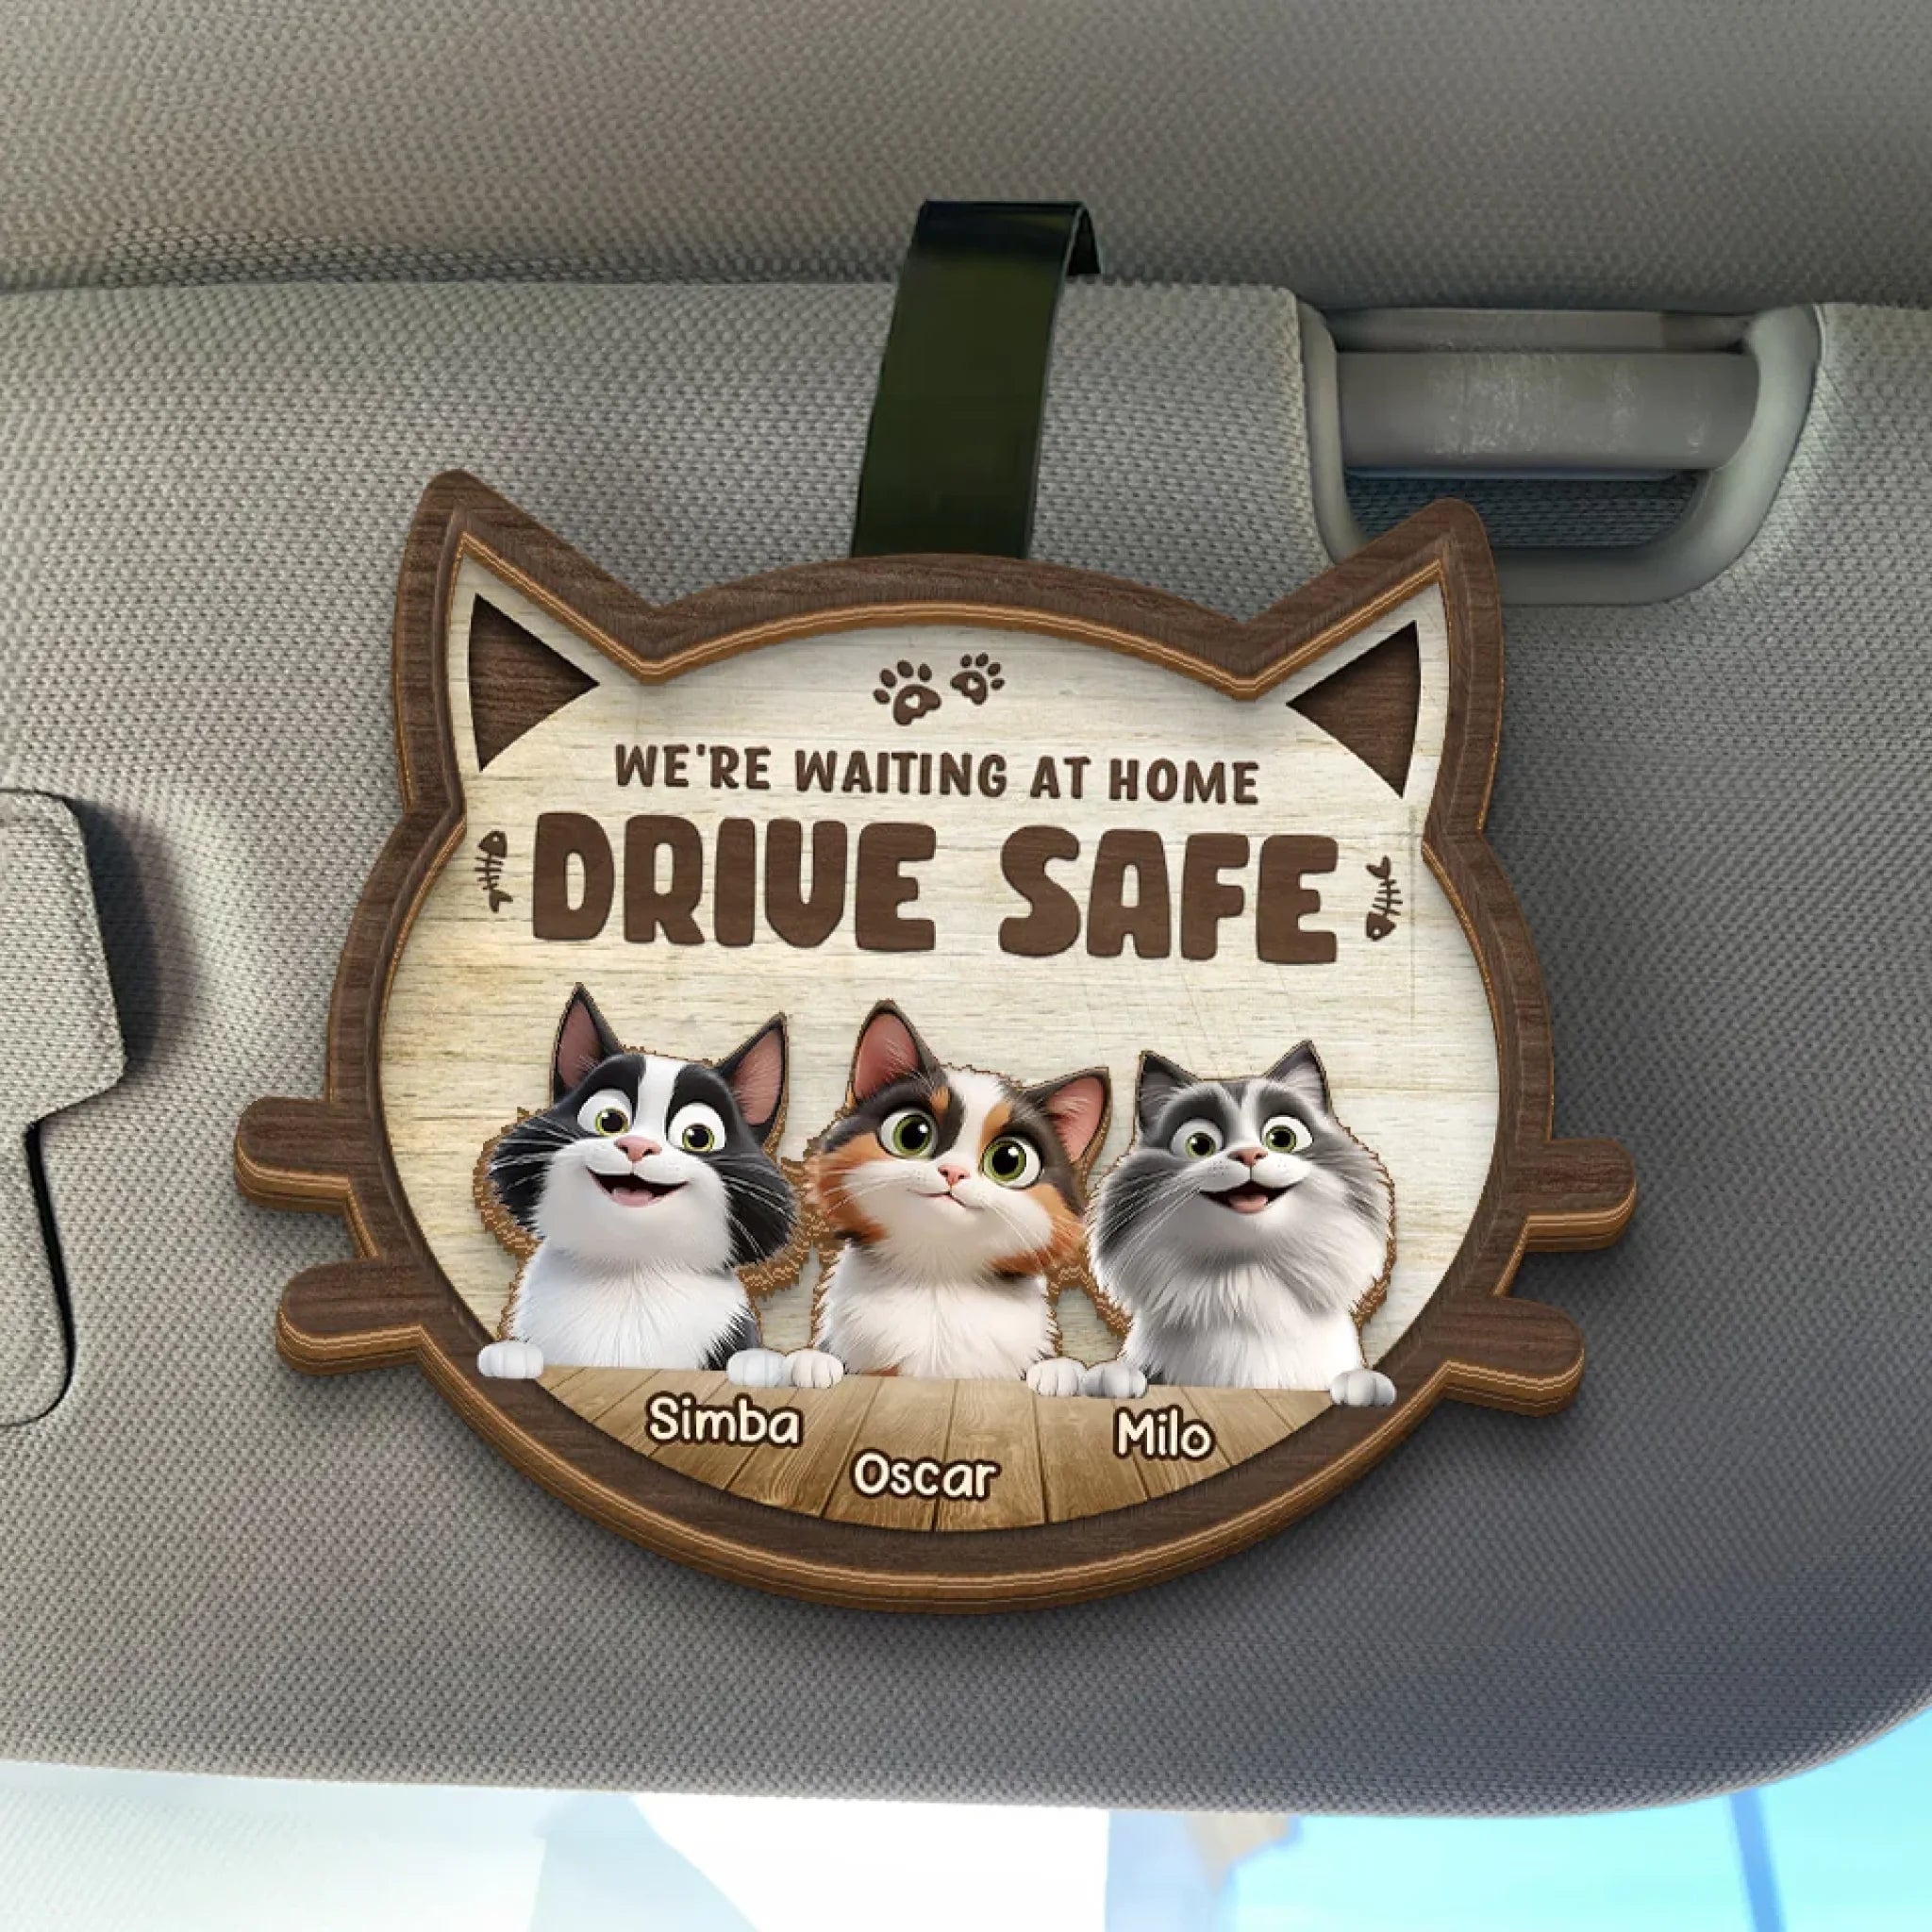 WE'RE WAITING AT HOME
DRIVE SAFE
Simba
Oscar
Milo